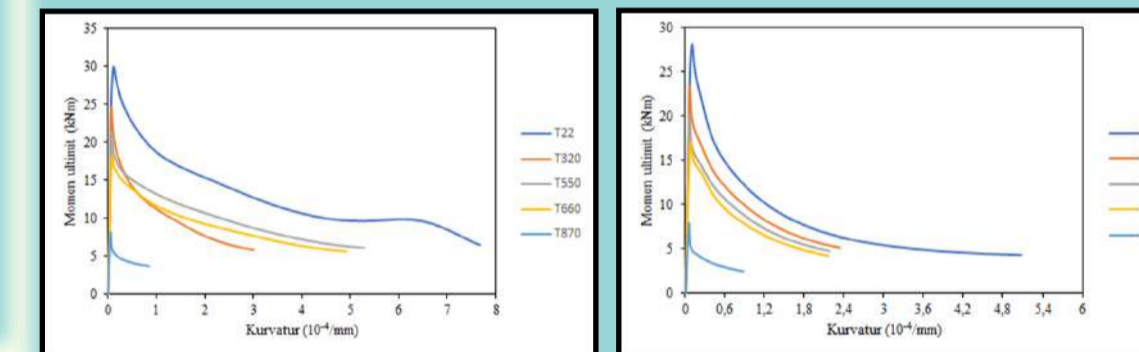 35
30
25
20
15
10
5
0
Momen ultimit (kNm)
0 1 2 3 4 5 6 7 8
Kurvatur (10⁻⁴/mm)
T22
T320
T550
T660
T870
30
25
20
15
10
5
0
Momen ultimit (kNm)
0 0,6 1,2 1,8 2,4 3 3,6 4,2 4,8 5,4 6
Kurvatur (10⁻⁴/mm)